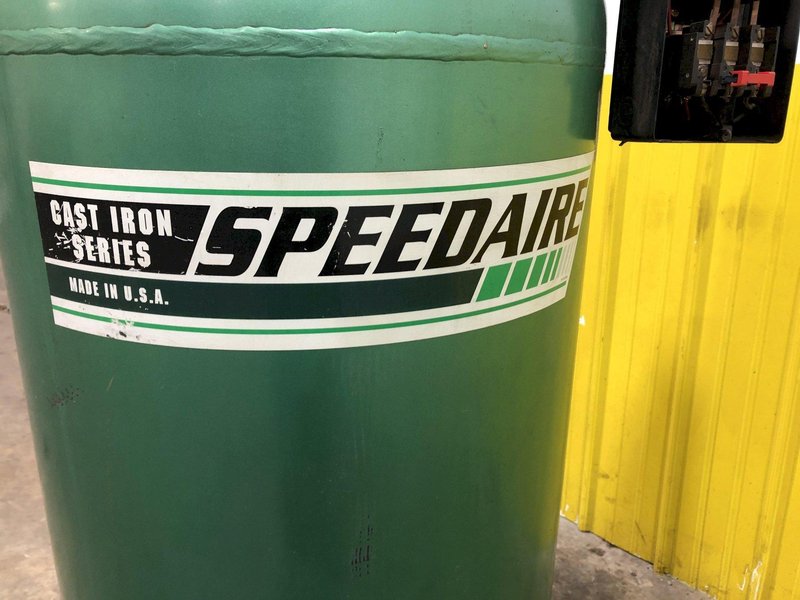 CAST IRON
SERIES
SPEEDAIRE
MADE IN U.S.A.